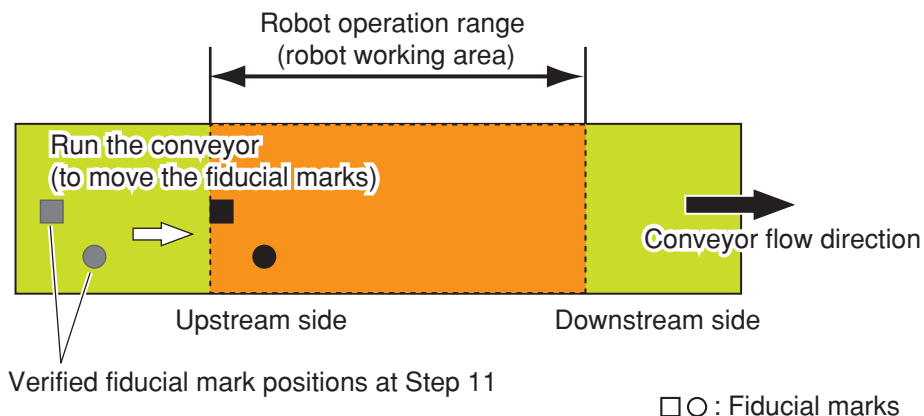 Robot operation range
(robot working area)
Run the conveyor
(to move the fiducial marks)
Conveyor flow direction
Upstream side
Downstream side
Verified fiducial mark positions at Step 11
□○ : Fiducial marks